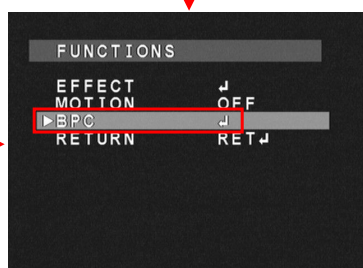 FUNCTIONS
EFFECT ↲
MOTION OFF
▶BPC ↲
RETURN RET↲